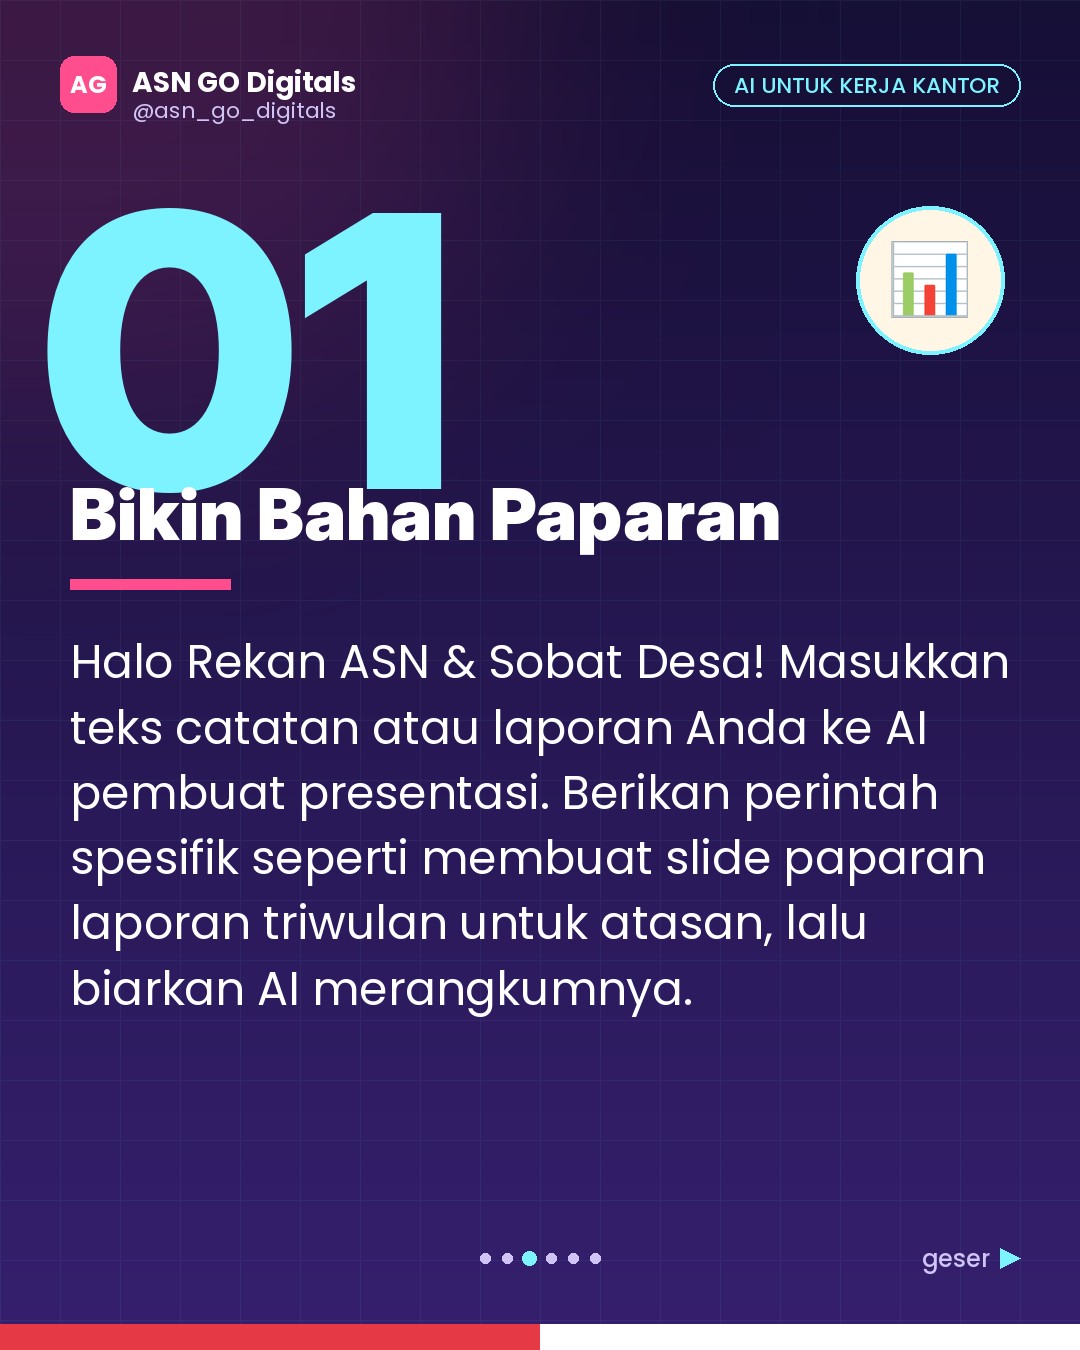 AG
ASN GO Digitals
@asn_go_digitals
AI UNTUK KERJA KANTOR
01
Bikin Bahan Paparan
Halo Rekan ASN & Sobat Desa! Masukkan
teks catatan atau laporan Anda ke AI
pembuat presentasi. Berikan perintah
spesifik seperti membuat slide paparan
laporan triwulan untuk atasan, lalu
biarkan AI merangkumnya.
geser